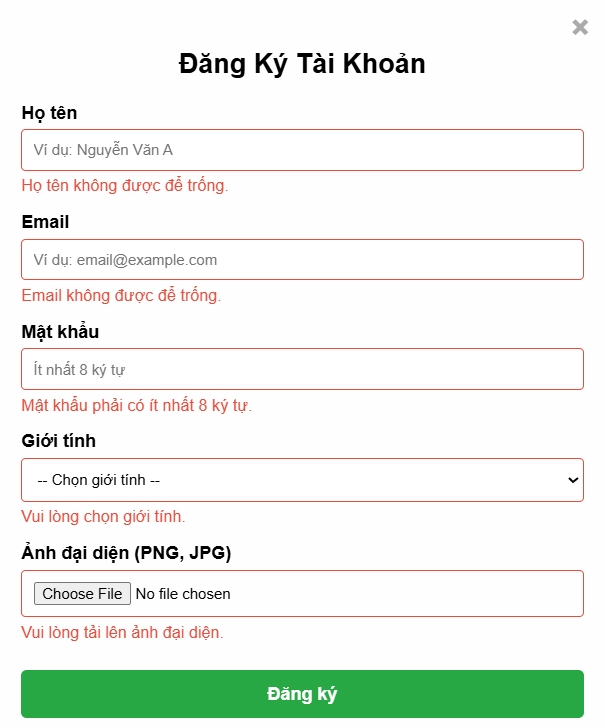 ×
Đăng Ký Tài Khoản
Họ tên
Ví dụ: Nguyễn Văn A
Họ tên không được để trống.
Email
Ví dụ: email@example.com
Email không được để trống.
Mật khẩu
Ít nhất 8 ký tự
Mật khẩu phải có ít nhất 8 ký tự.
Giới tính
-- Chọn giới tính --
Vui lòng chọn giới tính.
Ảnh đại diện (PNG, JPG)
Choose File No file chosen
Vui lòng tải lên ảnh đại diện.
Đăng ký